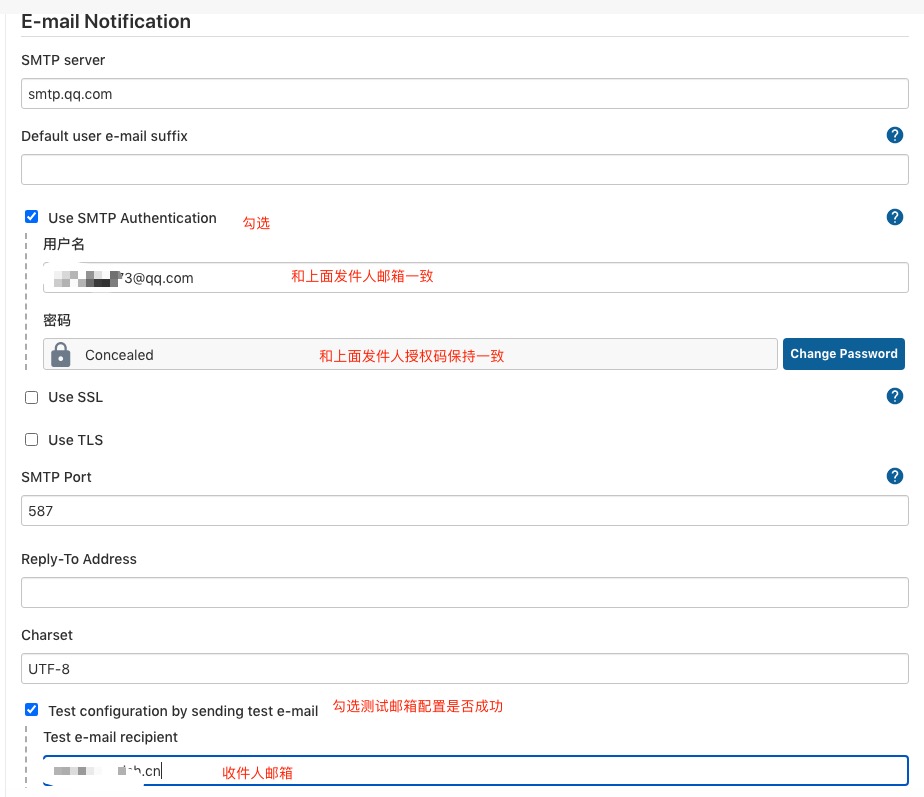 E-mail Notification
SMTP server
smtp.qq.com
Default user e-mail suffix
?
Use SMTP Authentication 勾选
?
用户名
3@qq.com 和上面发件人邮箱一致
密码
Concealed 和上面发件人授权码保持一致 Change Password
Use SSL
?
Use TLS
SMTP Port
?
587
Reply-To Address
Charset
UTF-8
Test configuration by sending test e-mail 勾选测试邮箱配置是否成功
Test e-mail recipient
.cn 收件人邮箱